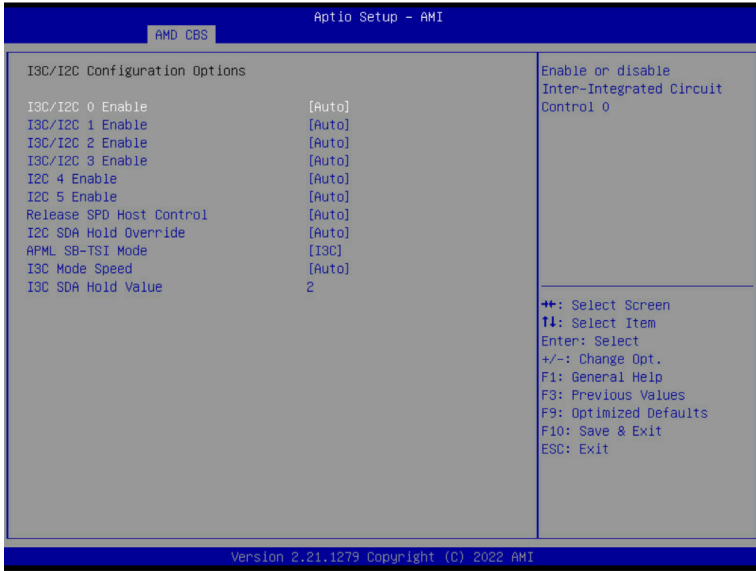 Aptio Setup – AMI
AMD CBS
I3C/I2C Configuration Options
I3C/I2C 0 Enable [Auto]
I3C/I2C 1 Enable [Auto]
I3C/I2C 2 Enable [Auto]
I3C/I2C 3 Enable [Auto]
I2C 4 Enable [Auto]
I2C 5 Enable [Auto]
Release SPD Host Control [Auto]
I2C SDA Hold Override [Auto]
APML SB-TSI Mode [I3C]
I3C Mode Speed [Auto]
I3C SDA Hold Value 2
Enable or disable
Inter-Integrated Circuit
Control 0
→←: Select Screen
↑↓: Select Item
Enter: Select
+/-: Change Opt.
F1: General Help
F3: Previous Values
F9: Optimized Defaults
F10: Save & Exit
ESC: Exit
Version 2.21.1279 Copyright (C) 2022 AMI